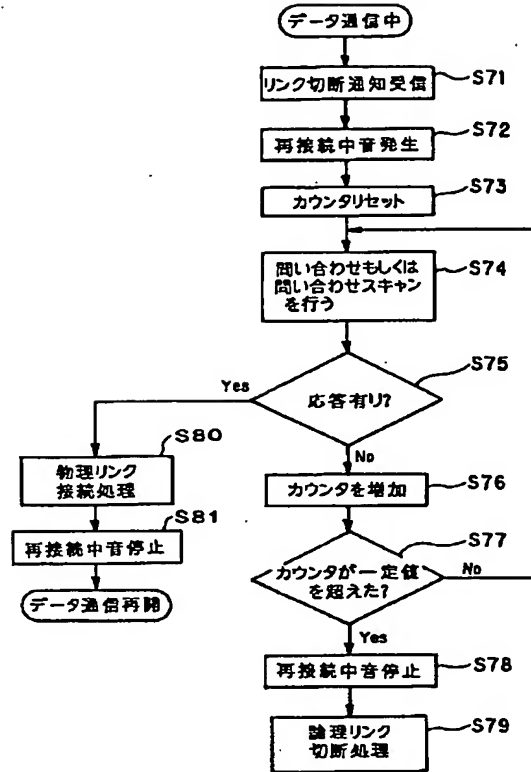 データ通信中
リンク切断通知受信
S71
再接続中音発生
S72
カウンタリセット
S73
問い合わせもしくは
問い合わせスキャン
を行う
S74
応答有り?
S75
Yes
No
物理リンク
接続処理
S80
再接続中音停止
S81
データ通信再開
カウンタを増加
S76
カウンタが一定値
を超えた?
S77
No
Yes
再接続中音停止
S78
論理リンク
切断処理
S79